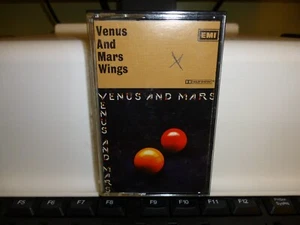 Venus
And
Mars
Wings
EMI
VENUS AND MARS
VENUS AND MARS
F5
F6
F7
F8
F9
F10
F11
F12